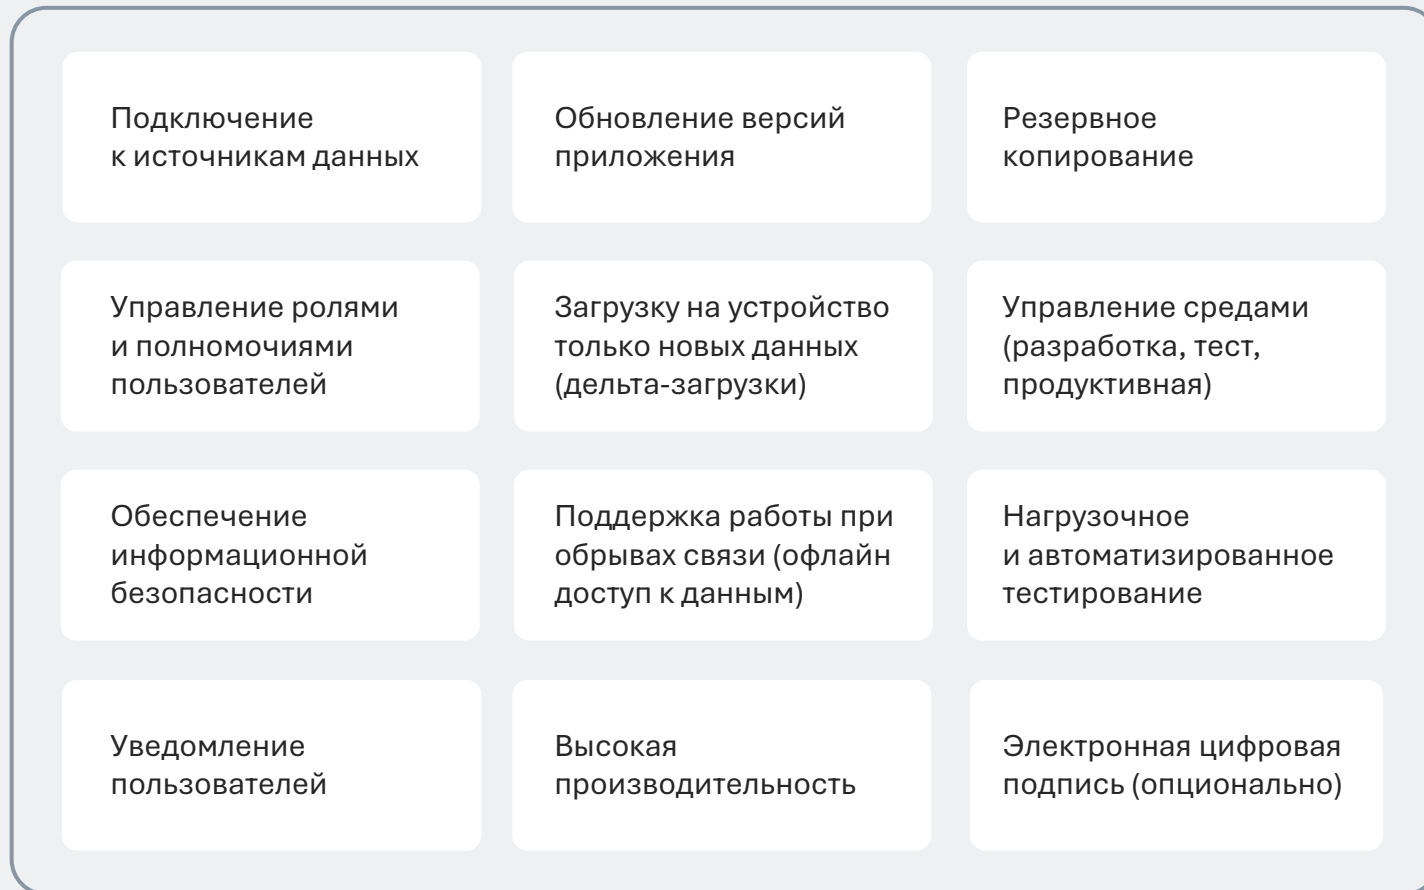 Подключение
к источникам данных
Обновление версий
приложения
Резервное
копирование
Управление ролями
и полномочиями
пользователей
Загрузку на устройство
только новых данных
(дельта-загрузки)
Управление средами
(разработка, тест,
продуктивная)
Обеспечение
информационной
безопасности
Поддержка работы при
обрывах связи (офлайн
доступ к данным)
Нагрузочное
и автоматизированное
тестирование
Уведомление
пользователей
Высокая
производительность
Электронная цифровая
подпись (опционально)